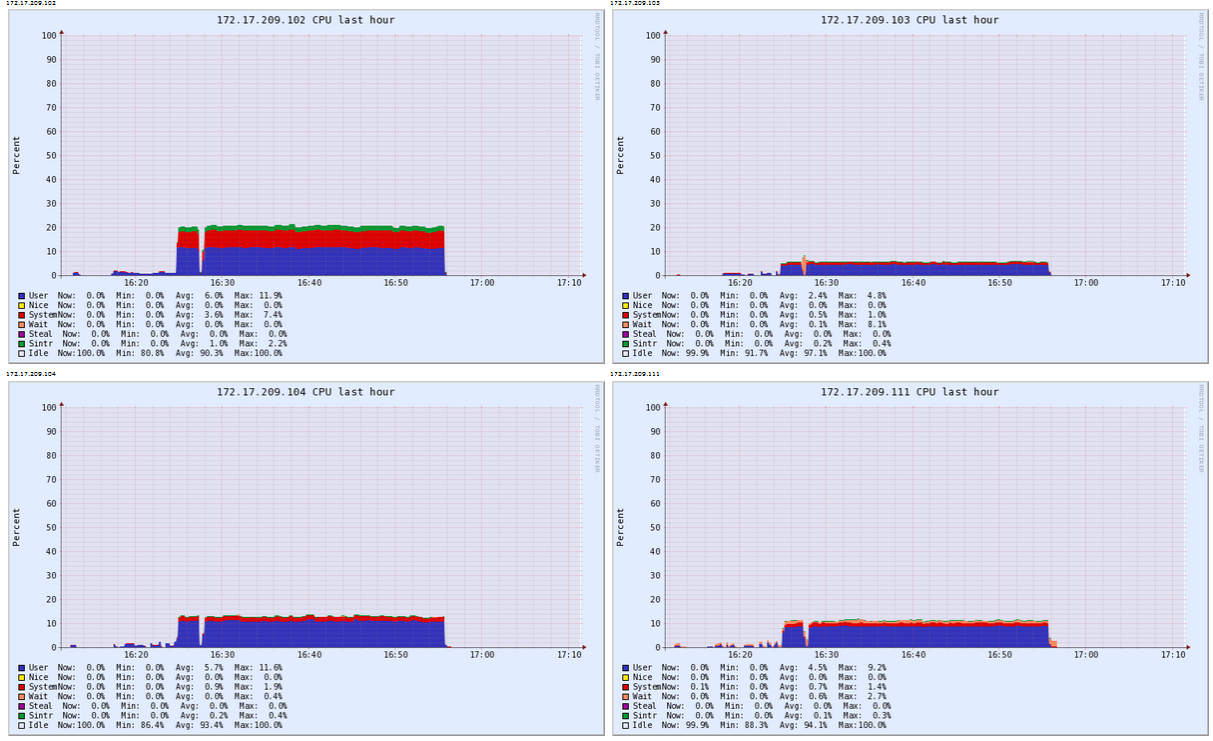 172.17.209.102
172.17.209.102 CPU last hour
RRDTOOL / TOBI OETIKER
Percent
100
90
80
70
60
50
40
30
20
10
0
16:20 16:30 16:40 16:50 17:00 17:10
User Now: 0.0% Min: 0.0% Avg: 6.0% Max: 11.9%
Nice Now: 0.0% Min: 0.0% Avg: 0.0% Max: 0.0%
SystemNow: 0.0% Min: 0.0% Avg: 3.6% Max: 7.4%
Wait Now: 0.0% Min: 0.0% Avg: 0.0% Max: 0.0%
Steal Now: 0.0% Min: 0.0% Avg: 0.0% Max: 0.0%
Sintr Now: 0.0% Min: 0.0% Avg: 1.0% Max: 2.2%
Idle Now:100.0% Min: 80.8% Avg: 90.3% Max:100.0%
172.17.209.103
172.17.209.103 CPU last hour
RRDTOOL / TOBI OETIKER
Percent
100
90
80
70
60
50
40
30
20
10
0
16:20 16:30 16:40 16:50 17:00 17:10
User Now: 0.0% Min: 0.0% Avg: 2.4% Max: 4.8%
Nice Now: 0.0% Min: 0.0% Avg: 0.0% Max: 0.0%
SystemNow: 0.0% Min: 0.0% Avg: 0.5% Max: 1.0%
Wait Now: 0.0% Min: 0.0% Avg: 0.1% Max: 8.1%
Steal Now: 0.0% Min: 0.0% Avg: 0.0% Max: 0.0%
Sintr Now: 0.0% Min: 0.0% Avg: 0.2% Max: 0.4%
Idle Now: 99.9% Min: 91.7% Avg: 97.1% Max:100.0%
172.17.209.104
172.17.209.104 CPU last hour
RRDTOOL / TOBI OETIKER
Percent
100
90
80
70
60
50
40
30
20
10
0
16:20 16:30 16:40 16:50 17:00 17:10
User Now: 0.0% Min: 0.0% Avg: 5.7% Max: 11.6%
Nice Now: 0.0% Min: 0.0% Avg: 0.0% Max: 0.0%
SystemNow: 0.0% Min: 0.0% Avg: 0.9% Max: 1.9%
Wait Now: 0.0% Min: 0.0% Avg: 0.0% Max: 0.4%
Steal Now: 0.0% Min: 0.0% Avg: 0.0% Max: 0.0%
Sintr Now: 0.0% Min: 0.0% Avg: 0.2% Max: 0.4%
Idle Now:100.0% Min: 86.4% Avg: 93.4% Max:100.0%
172.17.209.111
172.17.209.111 CPU last hour
RRDTOOL / TOBI OETIKER
Percent
100
90
80
70
60
50
40
30
20
10
0
16:20 16:30 16:40 16:50 17:00 17:10
User Now: 0.0% Min: 0.0% Avg: 4.5% Max: 9.2%
Nice Now: 0.0% Min: 0.0% Avg: 0.0% Max: 0.0%
SystemNow: 0.1% Min: 0.0% Avg: 0.7% Max: 1.4%
Wait Now: 0.0% Min: 0.0% Avg: 0.6% Max: 2.7%
Steal Now: 0.0% Min: 0.0% Avg: 0.0% Max: 0.0%
Sintr Now: 0.0% Min: 0.0% Avg: 0.1% Max: 0.3%
Idle Now: 99.9% Min: 88.3% Avg: 94.1% Max:100.0%